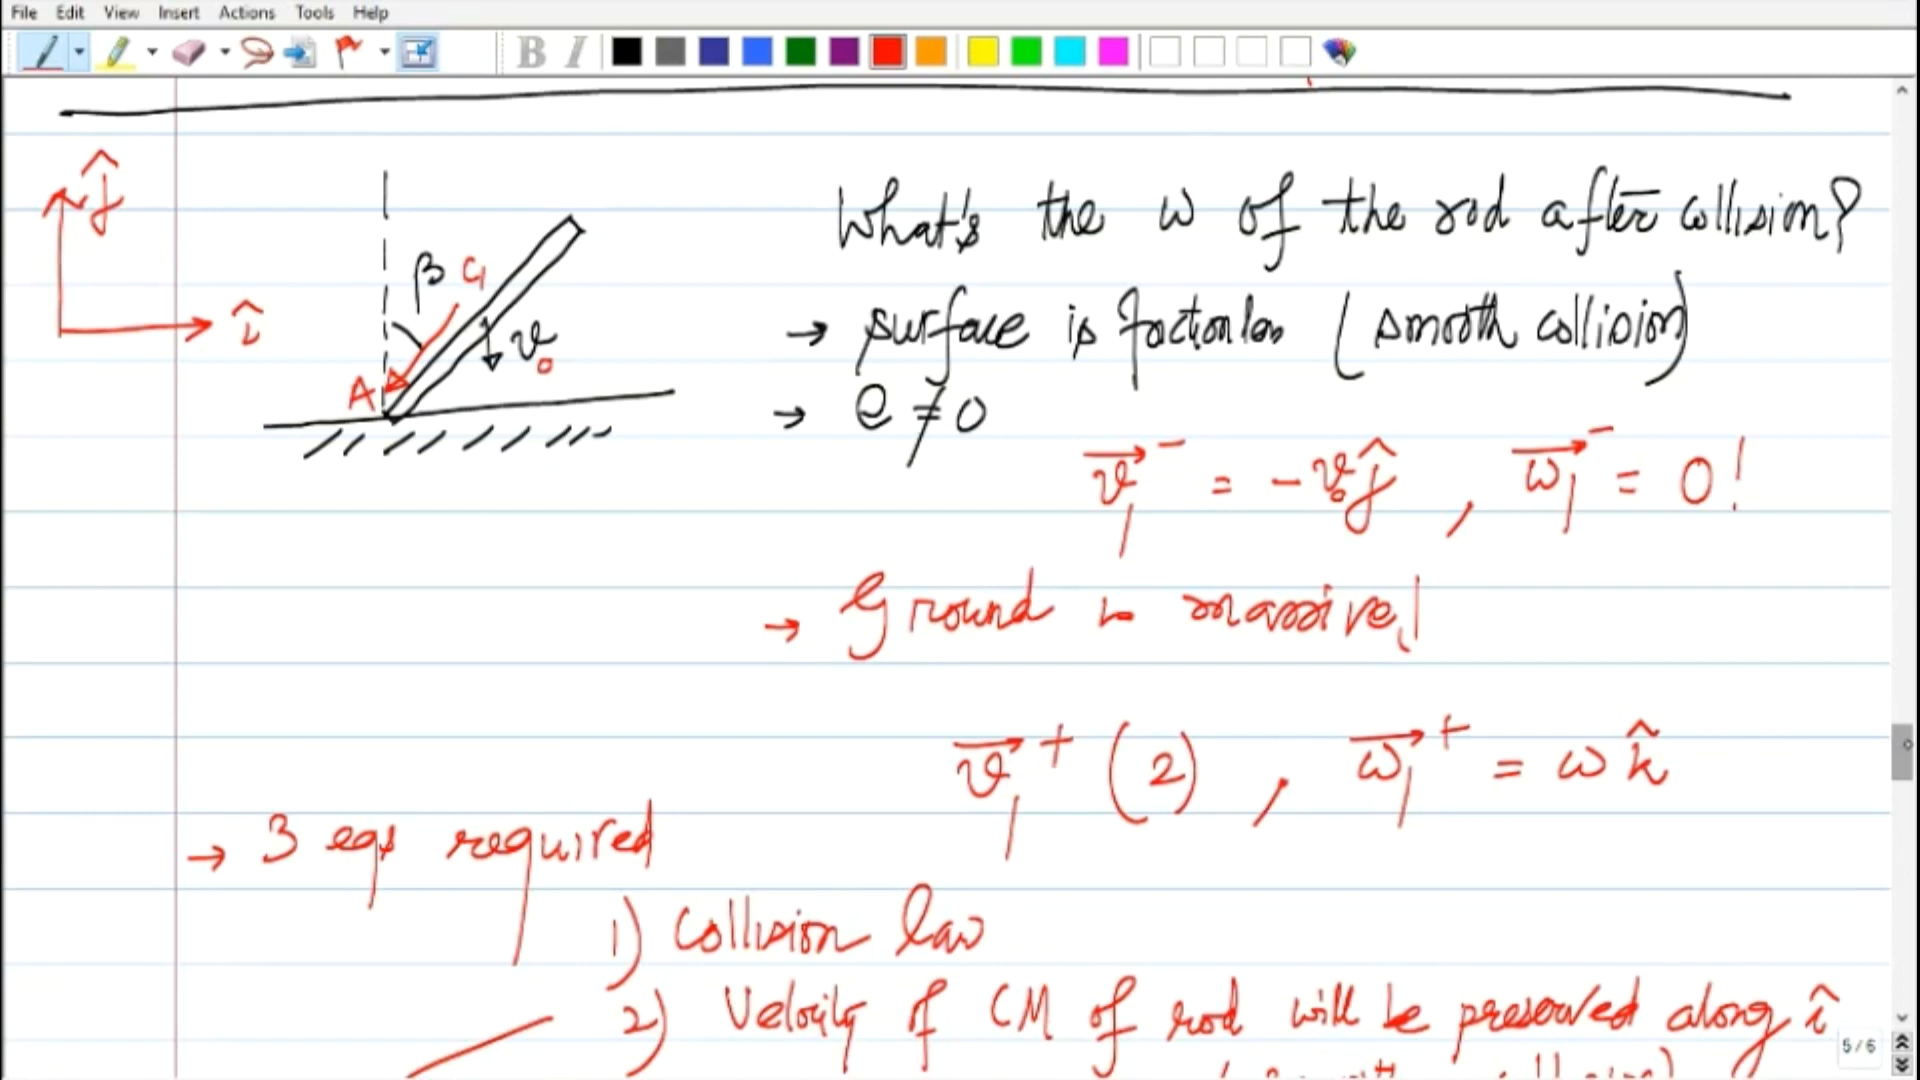 File Edit View Insert Actions Tools Help
B I
ĵ
î
β G
v₀
A
What's the ω of the rod after collision?
→ surface is frictionless (smooth collision)
→ e ≠ 0
v₁⁻ = -v₀ĵ , ω₁⁻ = 0!
→ Ground is massive!
v₁⁺ (2) , ω₁⁺ = ω k̂
→ 3 eqs required
1) Collision law
2) Velocity of CM of rod will be preserved along î
5/6